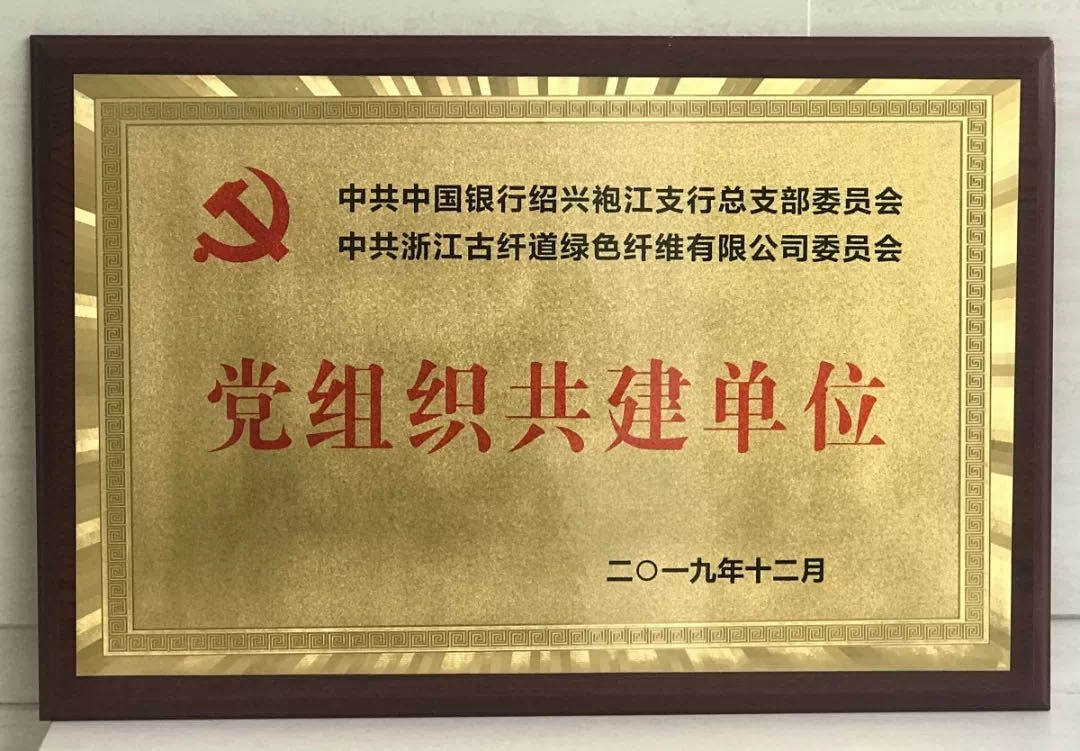 中共中国银行绍兴袍江支行总支部委员会
中共浙江古纤道绿色纤维有限公司委员会
党组织共建单位
二〇一九年十二月